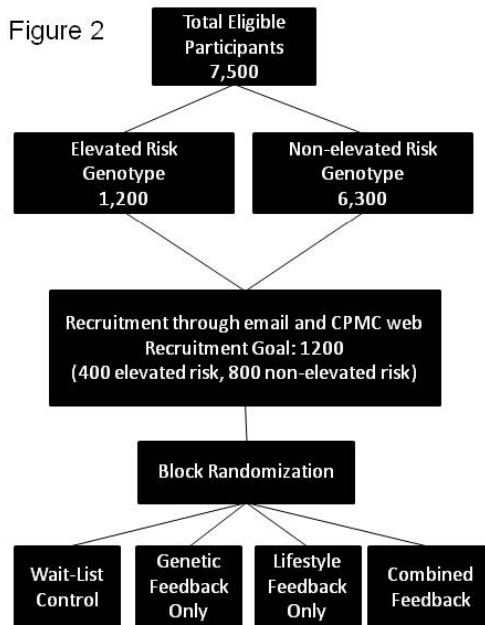 Figure 2
Total Eligible
Participants
7,500
Elevated Risk
Genotype
1,200
Non-elevated Risk
Genotype
6,300
Recruitment through email and CPMC web
Recruitment Goal: 1200
(400 elevated risk, 800 non-elevated risk)
Block Randomization
Wait-List
Control
Genetic
Feedback
Only
Lifestyle
Feedback
Only
Combined
Feedback